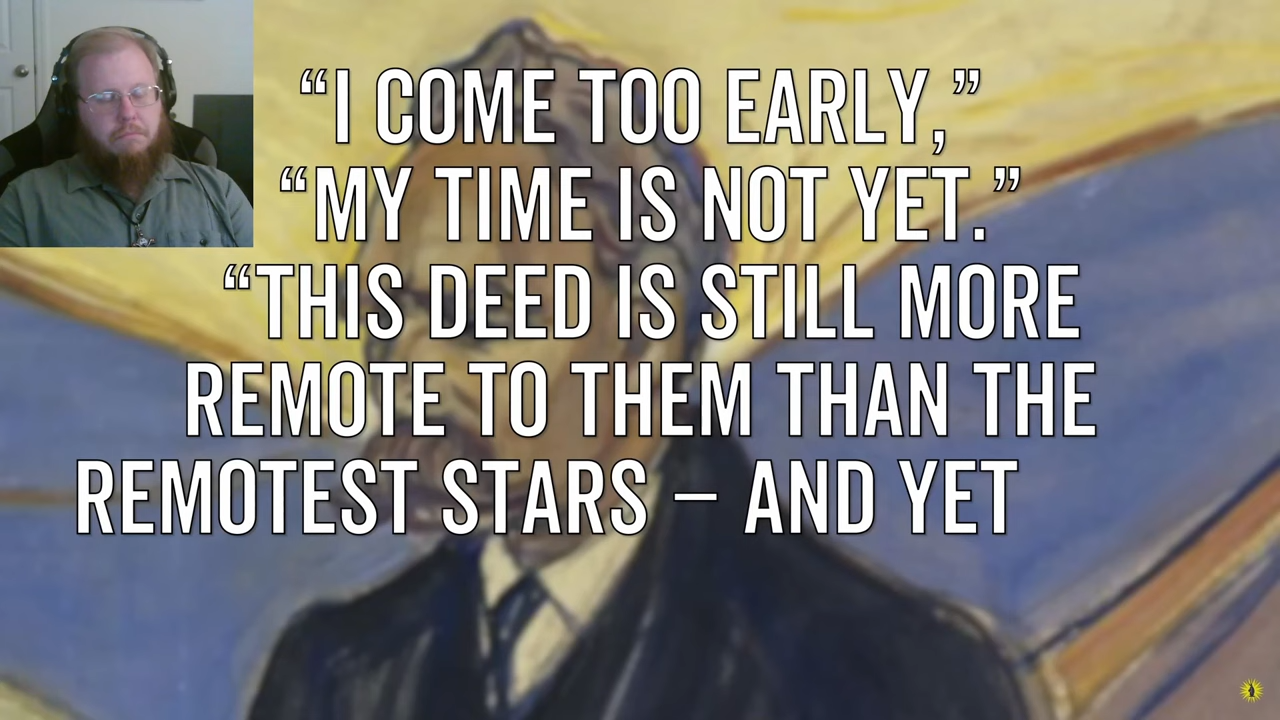 “I COME TOO EARLY,”
“MY TIME IS NOT YET.”
“THIS DEED IS STILL MORE
REMOTE TO THEM THAN THE
REMOTEST STARS – AND YET